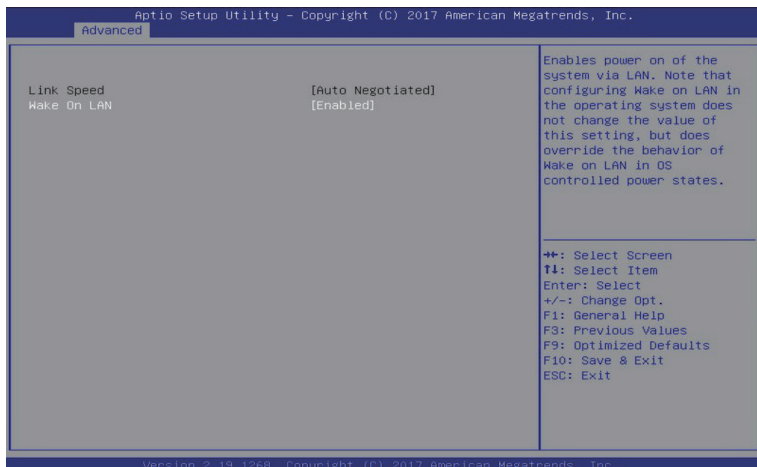 Aptio Setup Utility – Copyright (C) 2017 American Megatrends, Inc.
Advanced
Link Speed [Auto Negotiated]
Wake On LAN [Enabled]
Enables power on of the
system via LAN. Note that
configuring Wake on LAN in
the operating system does
not change the value of
this setting, but does
override the behavior of
Wake on LAN in OS
controlled power states.
→←: Select Screen
↑↓: Select Item
Enter: Select
+/-: Change Opt.
F1: General Help
F3: Previous Values
F9: Optimized Defaults
F10: Save & Exit
ESC: Exit
Version 2.19.1268. Copyright (C) 2017 American Megatrends, Inc.